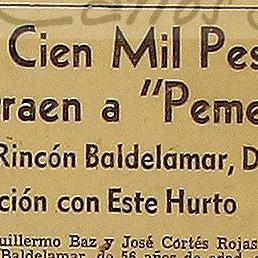 Cien Mil Pes
raen a "Peme
Rincón Baldelamar, D
ción con Este Hurto
uillermo Baz y José Cortés Rojas
Baldelamar, de 56 años de edad,